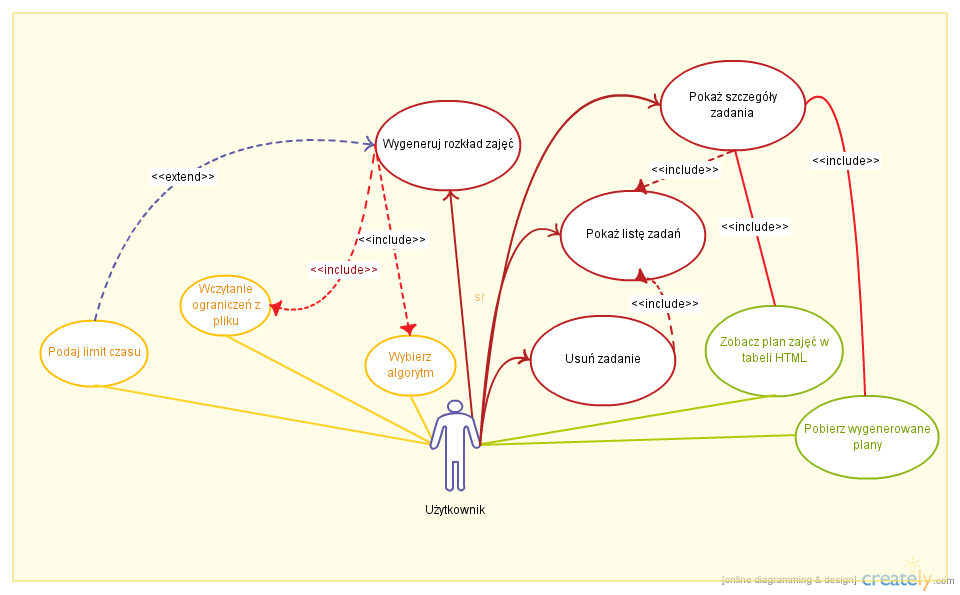 Pokaż szczegóły
zadania
Wygeneruj rozkład zajęć
<<include>>
<<include>>
<<extend>>
Pokaż listę zadań
<<include>>
<<include>>
<<include>>
Wczytanie
ograniczeń z
pliku
sr
<<include>>
Podaj limit czasu
Wybierz
algorytm
Usuń zadanie
Zobacz plan zajęć w
tabeli HTML
Pobierz wygenerowane
plany
Użytkownik
[online diagramming & design] creately.com